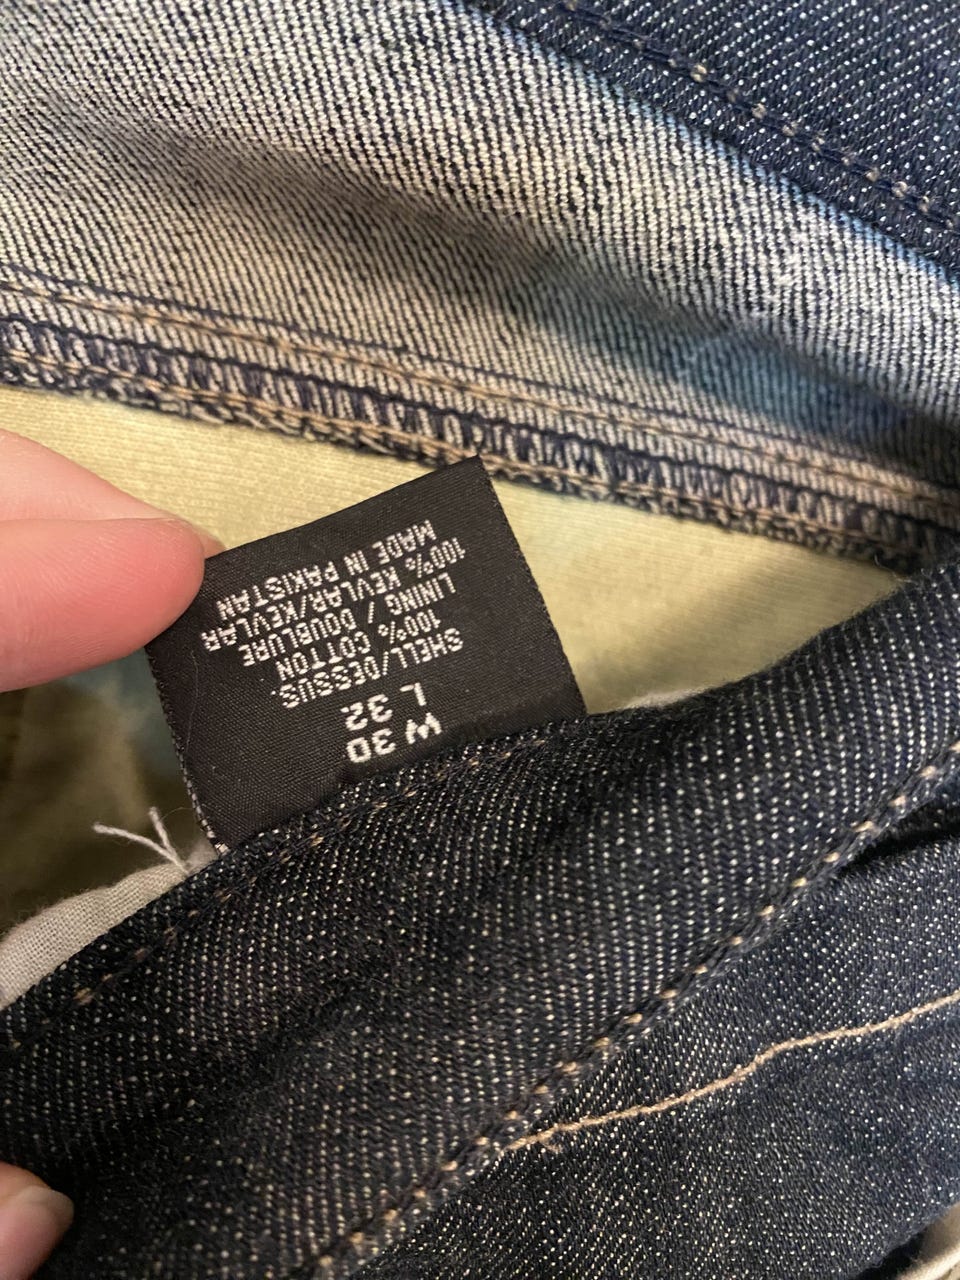 W 30
L 32
SHELL/DESSUS.
100% COTTON
LINING / DOUBLURE
100% KEVLAR/KEVLAR
MADE IN PAKISTAN